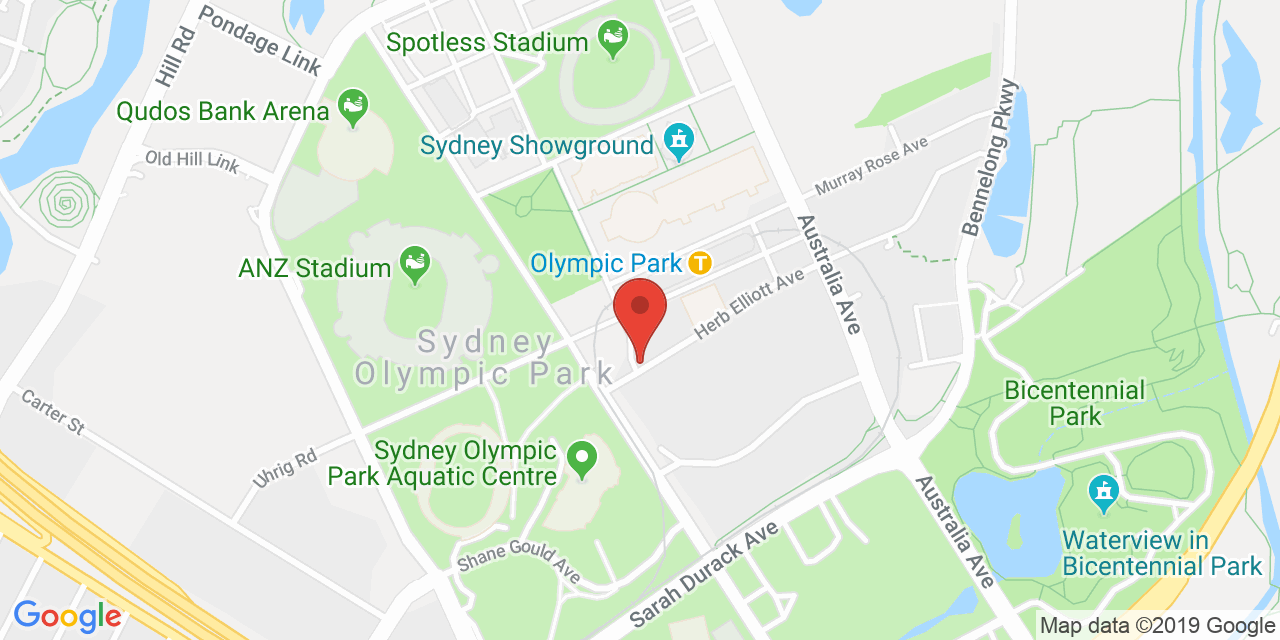 Pondage Link
Hill Rd
Spotless Stadium
Qudos Bank Arena
Sydney Showground
Old Hill Link
Murray Rose Ave
Bennelong Pkwy
ANZ Stadium
Olympic Park
T
Australia Ave
Herb Elliott Ave
Sydney
Olympic Park
Carter St
Bicentennial
Park
Uhrig Rd
Sydney Olympic
Park Aquatic Centre
Australia Ave
Shane Gould Ave
Sarah Durack Ave
Waterview in
Bicentennial Park
Google
Map data ©2019 Google